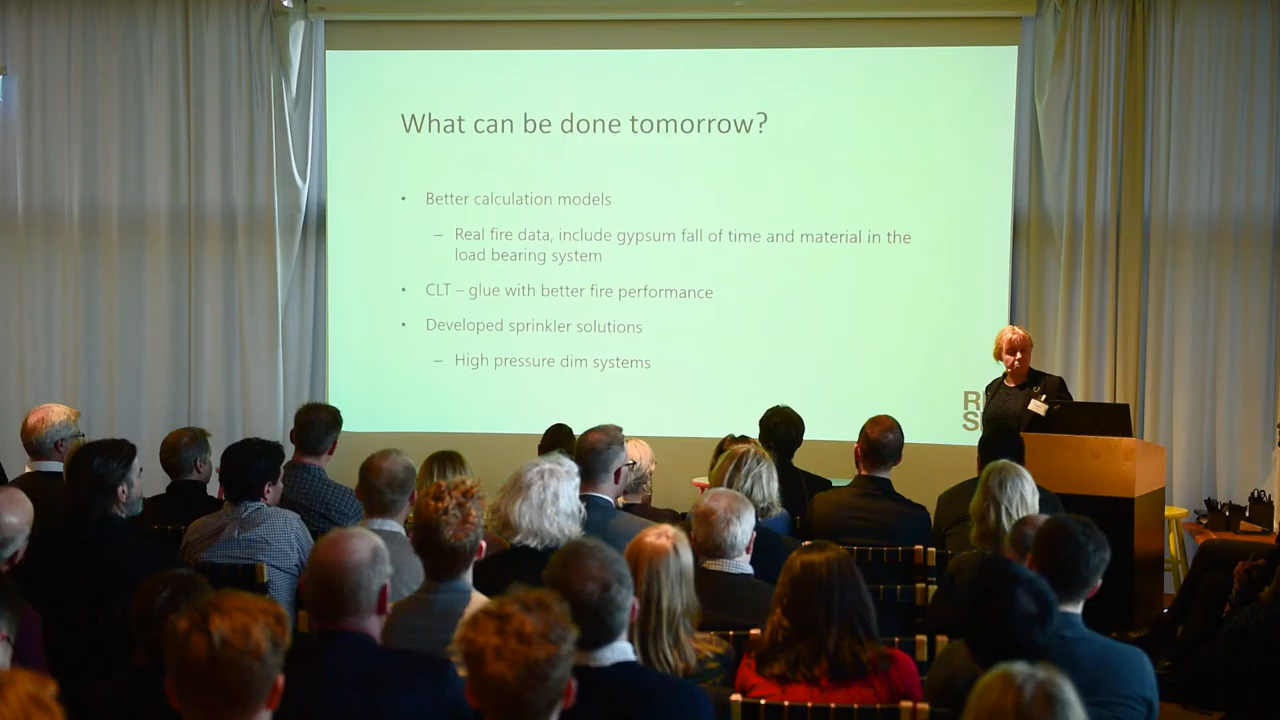 What can be done tomorrow?
• Better calculation models
– Real fire data, include gypsum fall of time and material in the
load bearing system
• CLT – glue with better fire performance
• Developed sprinkler solutions
– High pressure dim systems